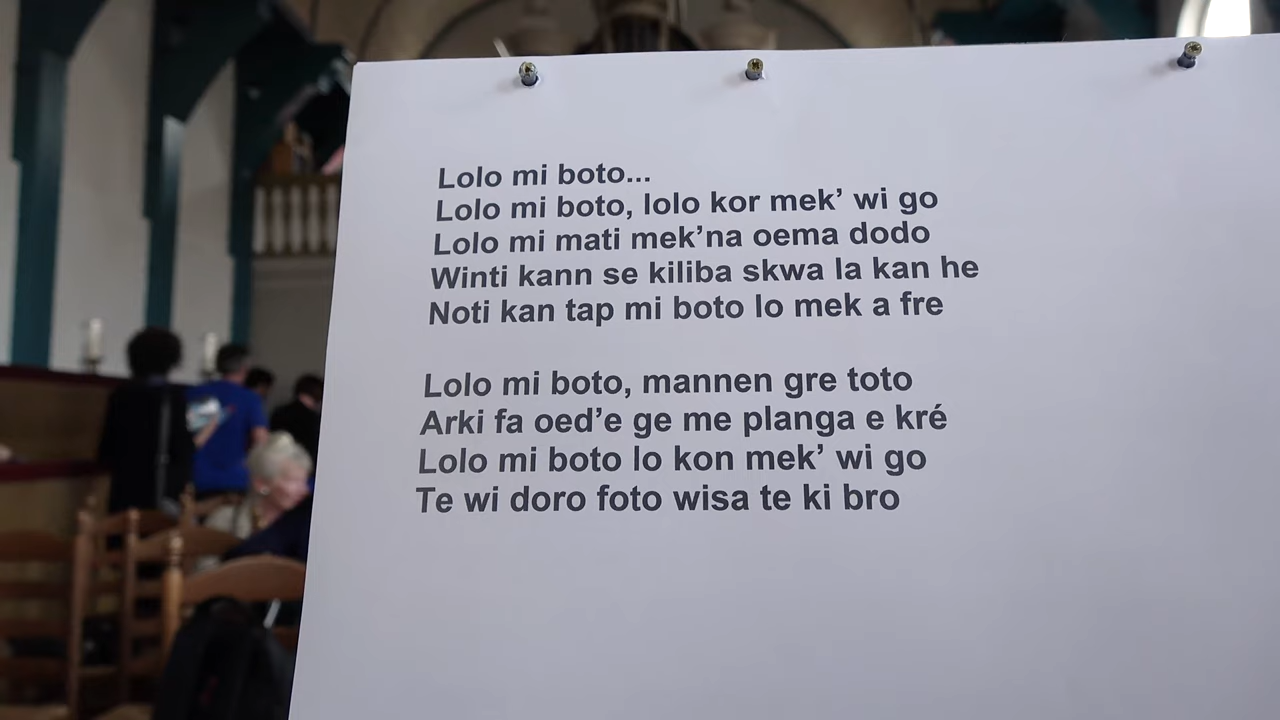 Lolo mi boto...
Lolo mi boto, lolo kor mek’ wi go
Lolo mi mati mek’na oema dodo
Winti kann se kiliba skwa la kan he
Noti kan tap mi boto lo mek a fre
Lolo mi boto, mannen gre toto
Arki fa oed’e ge me planga e kré
Lolo mi boto lo kon mek’ wi go
Te wi doro foto wisa te ki bro